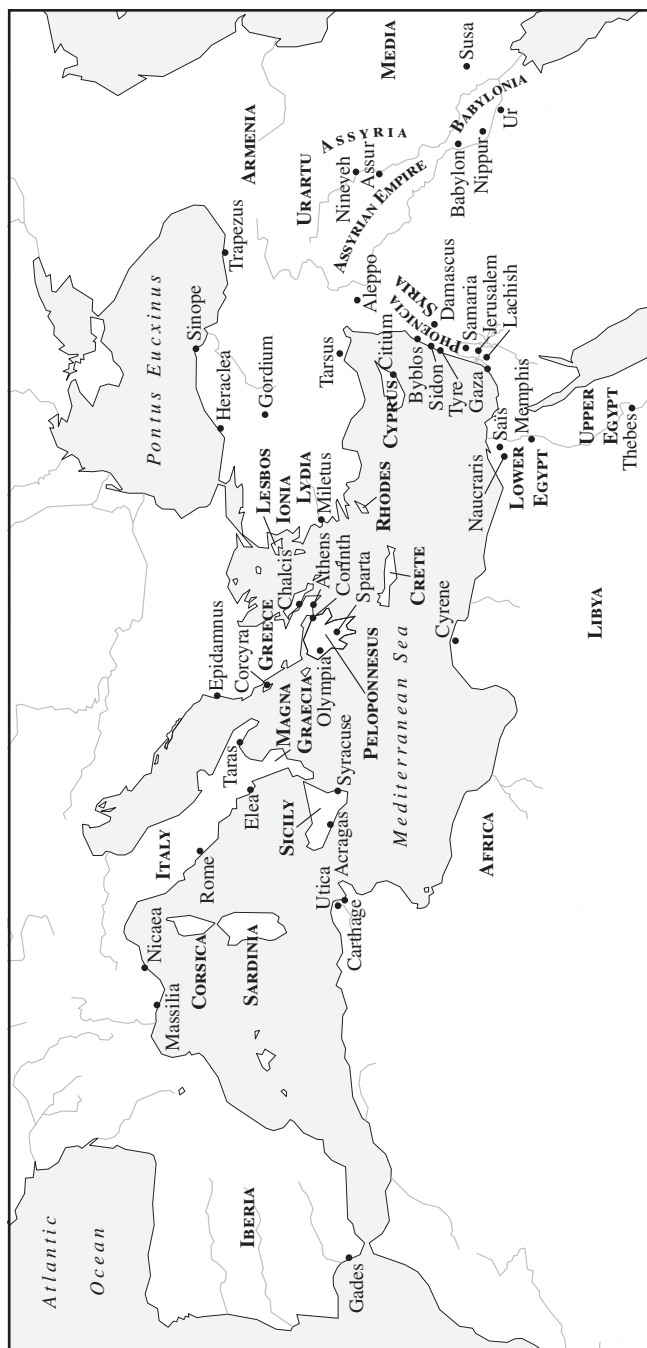 Atlantic
Ocean
IBERIA
Gades
Massilia
Nicaea
CORSICA
SARDINIA
ITALY
Rome
Elea
Taras
Utica
Carthage
SICILY
Acragas
Syracuse
MAGNA
GRAECIA
Mediterranean Sea
AFRICA
Epidamnus
Corcyra
GREECE
Chalcis
Athens
Corinth
Sparta
Olympia
PELOPONNESUS
CRETE
Cyrene
LIBYA
LESBOS
IONIA
LYDIA
Miletus
RHODES
Pontus Eucxinus
Heraclea
Sinope
Trapezus
Gordium
Tarsus
CYPRUS
Citium
Byblos
Sidon
Tyre
Gaza
PHOENICIA
SYRIA
Damascus
Samaria
Jerusalem
Lachish
Naucraris
Saïs
Memphis
LOWER
EGYPT
UPPER
EGYPT
Thebes
Aleppo
ARMENIA
URARTU
ASSYRIA
Nineveh
Assur
ASSYRIAN EMPIRE
MEDIA
Susa
BABYLONIA
Babylon
Nippur
Ur